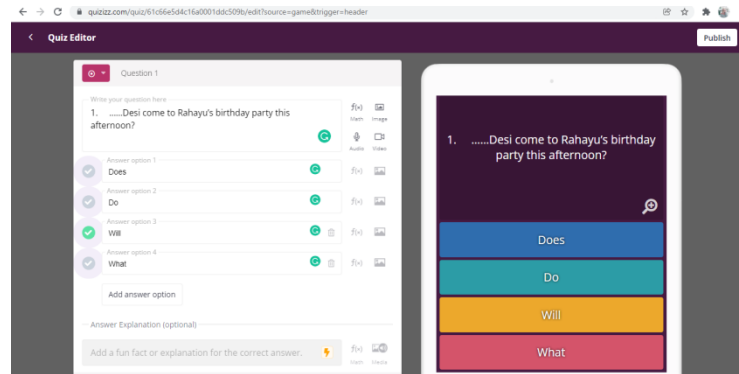 quizizz.com/quiz/61c66e5d4c16a0001ddc509b/edit?source=game&trigger=header
Quiz Editor
Publish
Question 1
Write your question here
1. ......Desi come to Rahayu's birthday party this
afternoon?
f(x)
Math
Image
Audio
Video
Answer option 1
Does
f(x)
Answer option 2
Do
f(x)
Answer option 3
Will
f(x)
Answer option 4
What
f(x)
Add answer option
Answer Explanation (optional)
Add a fun fact or explanation for the correct answer.
f(x)
Math
Media
1. ......Desi come to Rahayu's birthday
party this afternoon?
Does
Do
Will
What